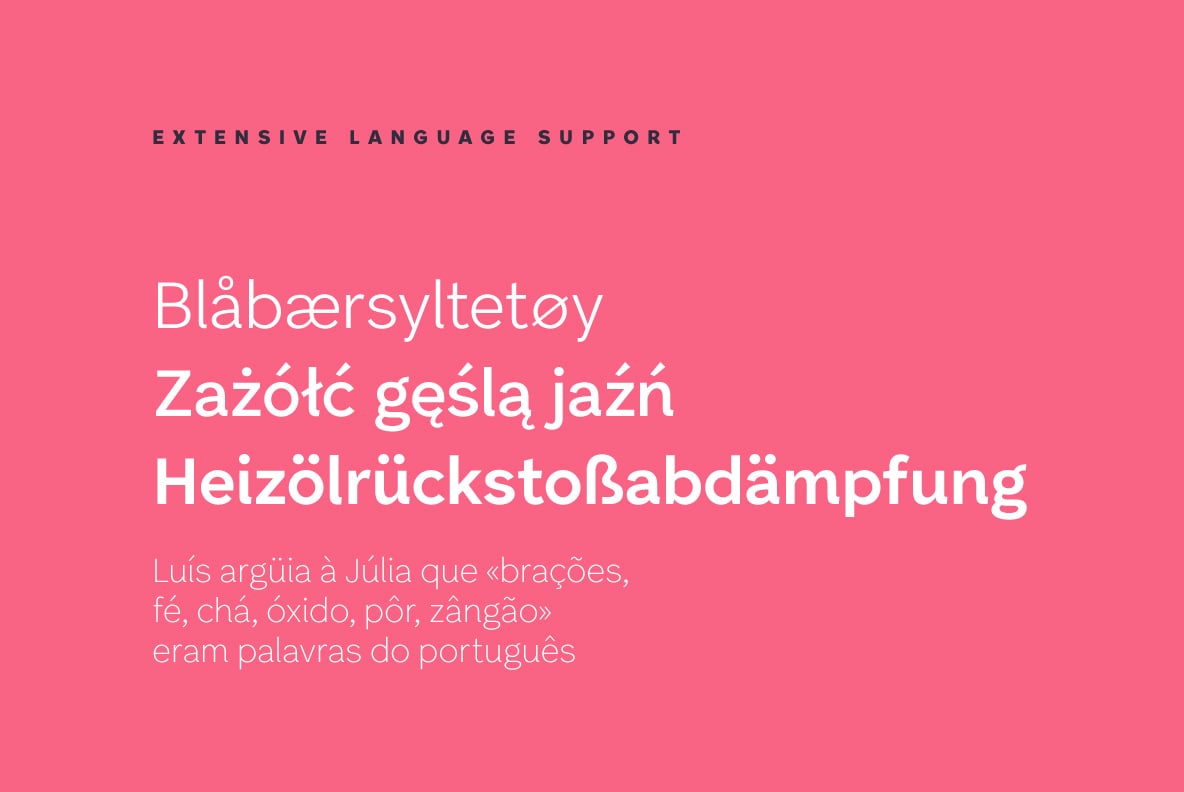 EXTENSIVE LANGUAGE SUPPORT
Blåbærsyltetøy
Zażółć gęślą jaźń
Heizölrückstoßabdämpfung
Luís argüia à Júlia que «brações,
fé, chá, óxido, pôr, zângão»
eram palavras do português